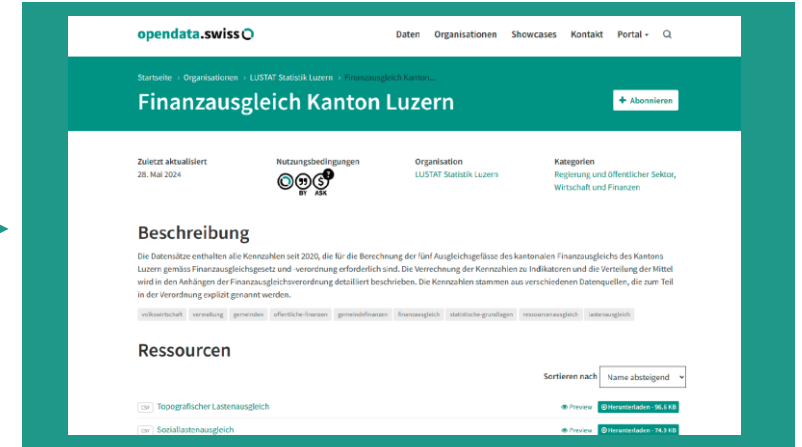 opendata.swiss
Daten Organisationen Showcases Kontakt Portal
Startseite › Organisationen › LUSTAT Statistik Luzern › Finanzausgleich Kanton...
Finanzausgleich Kanton Luzern
+ Abonnieren
Zuletzt aktualisiert
28. Mai 2024
Nutzungsbedingungen
BY ASK
Organisation
LUSTAT Statistik Luzern
Kategorien
Regierung und öffentlicher Sektor,
Wirtschaft und Finanzen
Beschreibung
Die Datensätze enthalten alle Kennzahlen seit 2020, die für die Berechnung der fünf Ausgleichsgefässe des kantonalen Finanzausgleichs des Kantons
Luzern gemäss Finanzausgleichsgesetz und -verordnung erforderlich sind. Die Verrechnung der Kennzahlen zu Indikatoren und die Verteilung der Mittel
wird in den Anhängen der Finanzausgleichsverordnung detailliert beschrieben. Die Kennzahlen stammen aus verschiedenen Datenquellen, die zum Teil
in der Verordnung explizit genannt werden.
volkswirtschaft verwaltung gemeinden offentliche-finanzen gemeindefinanzen finanzausgleich statistische-grundlagen ressourcenausgleich lastenausgleich
Ressourcen
Sortieren nach Name absteigend
CSV Topografischer Lastenausgleich Preview Herunterladen - 96.6 KB
CSV Soziallastenausgleich Preview Herunterladen - 74.3 KB